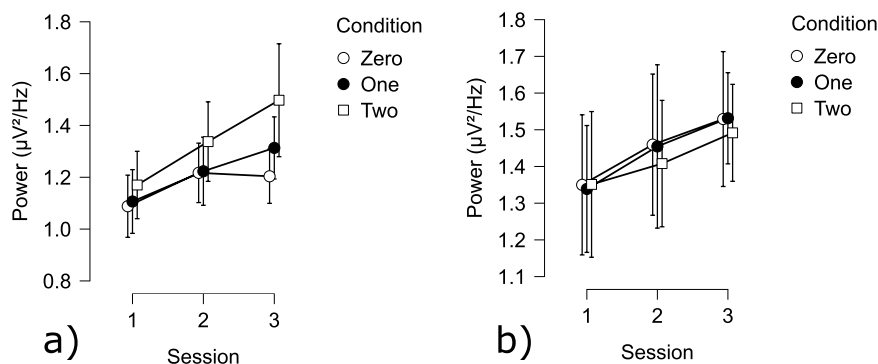 1.8
1.6
1.4
1.2
1.0
0.8
Power (μV²/Hz)
1
2
3
Session
Condition
Zero
One
Two
a)
1.8
1.7
1.6
1.5
1.4
1.3
1.2
1.1
Power (μV²/Hz)
1
2
3
Session
Condition
Zero
One
Two
b)